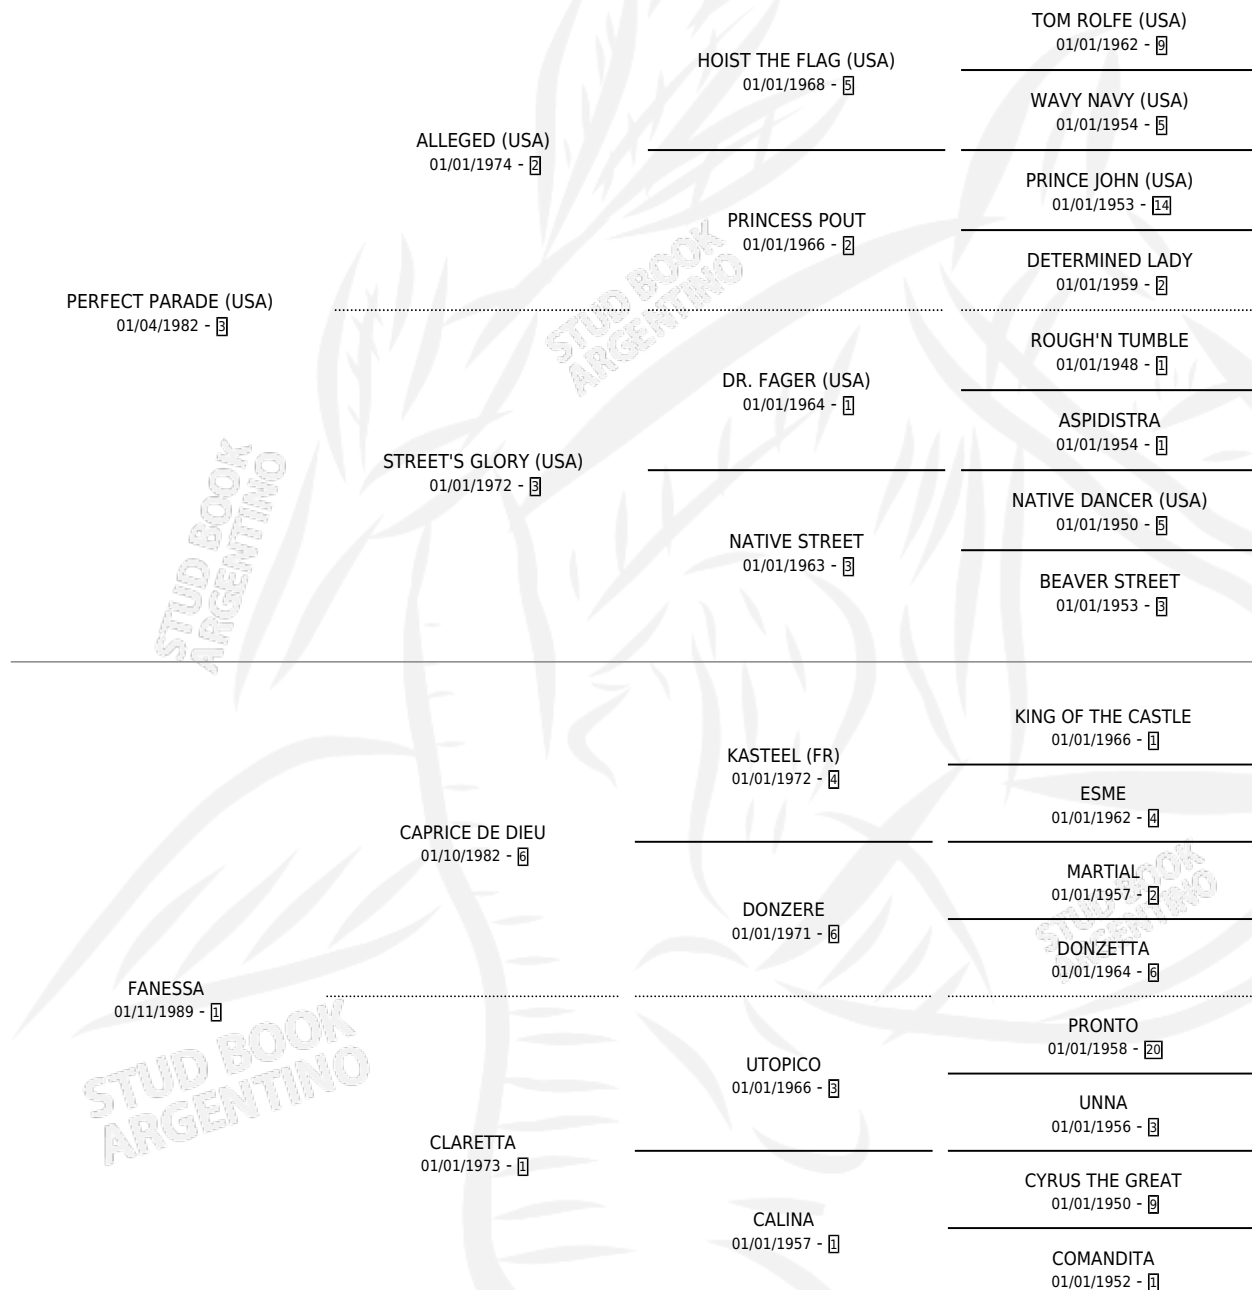 TOM ROLFE (USA)
01/01/1962 - 9
HOIST THE FLAG (USA)
01/01/1968 - 5
WAVY NAVY (USA)
01/01/1954 - 5
ALLEGED (USA)
01/01/1974 - 2
PRINCE JOHN (USA)
01/01/1953 - 14
PRINCESS POUT
01/01/1966 - 2
DETERMINED LADY
01/01/1959 - 2
PERFECT PARADE (USA)
01/04/1982 - 3
ROUGH'N TUMBLE
01/01/1948 - 1
DR. FAGER (USA)
01/01/1964 - 1
ASPIDISTRA
01/01/1954 - 1
STREET'S GLORY (USA)
01/01/1972 - 3
NATIVE DANCER (USA)
01/01/1950 - 5
NATIVE STREET
01/01/1963 - 3
BEAVER STREET
01/01/1953 - 3
KING OF THE CASTLE
01/01/1966 - 1
KASTEEL (FR)
01/01/1972 - 4
ESME
01/01/1962 - 4
CAPRICE DE DIEU
01/10/1982 - 6
MARTIAL
01/01/1957 - 2
DONZERE
01/01/1971 - 6
DONZETTA
01/01/1964 - 6
FANESSA
01/11/1989 - 1
PRONTO
01/01/1958 - 20
UTOPICO
01/01/1966 - 3
UNNA
01/01/1956 - 3
CLARETTA
01/01/1973 - 1
CYRUS THE GREAT
01/01/1950 - 9
CALINA
01/01/1957 - 1
COMANDITA
01/01/1952 - 1
STUD BOOK
ARGENTINO
STUD BOOK
ARGENTINO
STUD BOOK
ARGENTINO
STUD BOOK
ARGENTINO